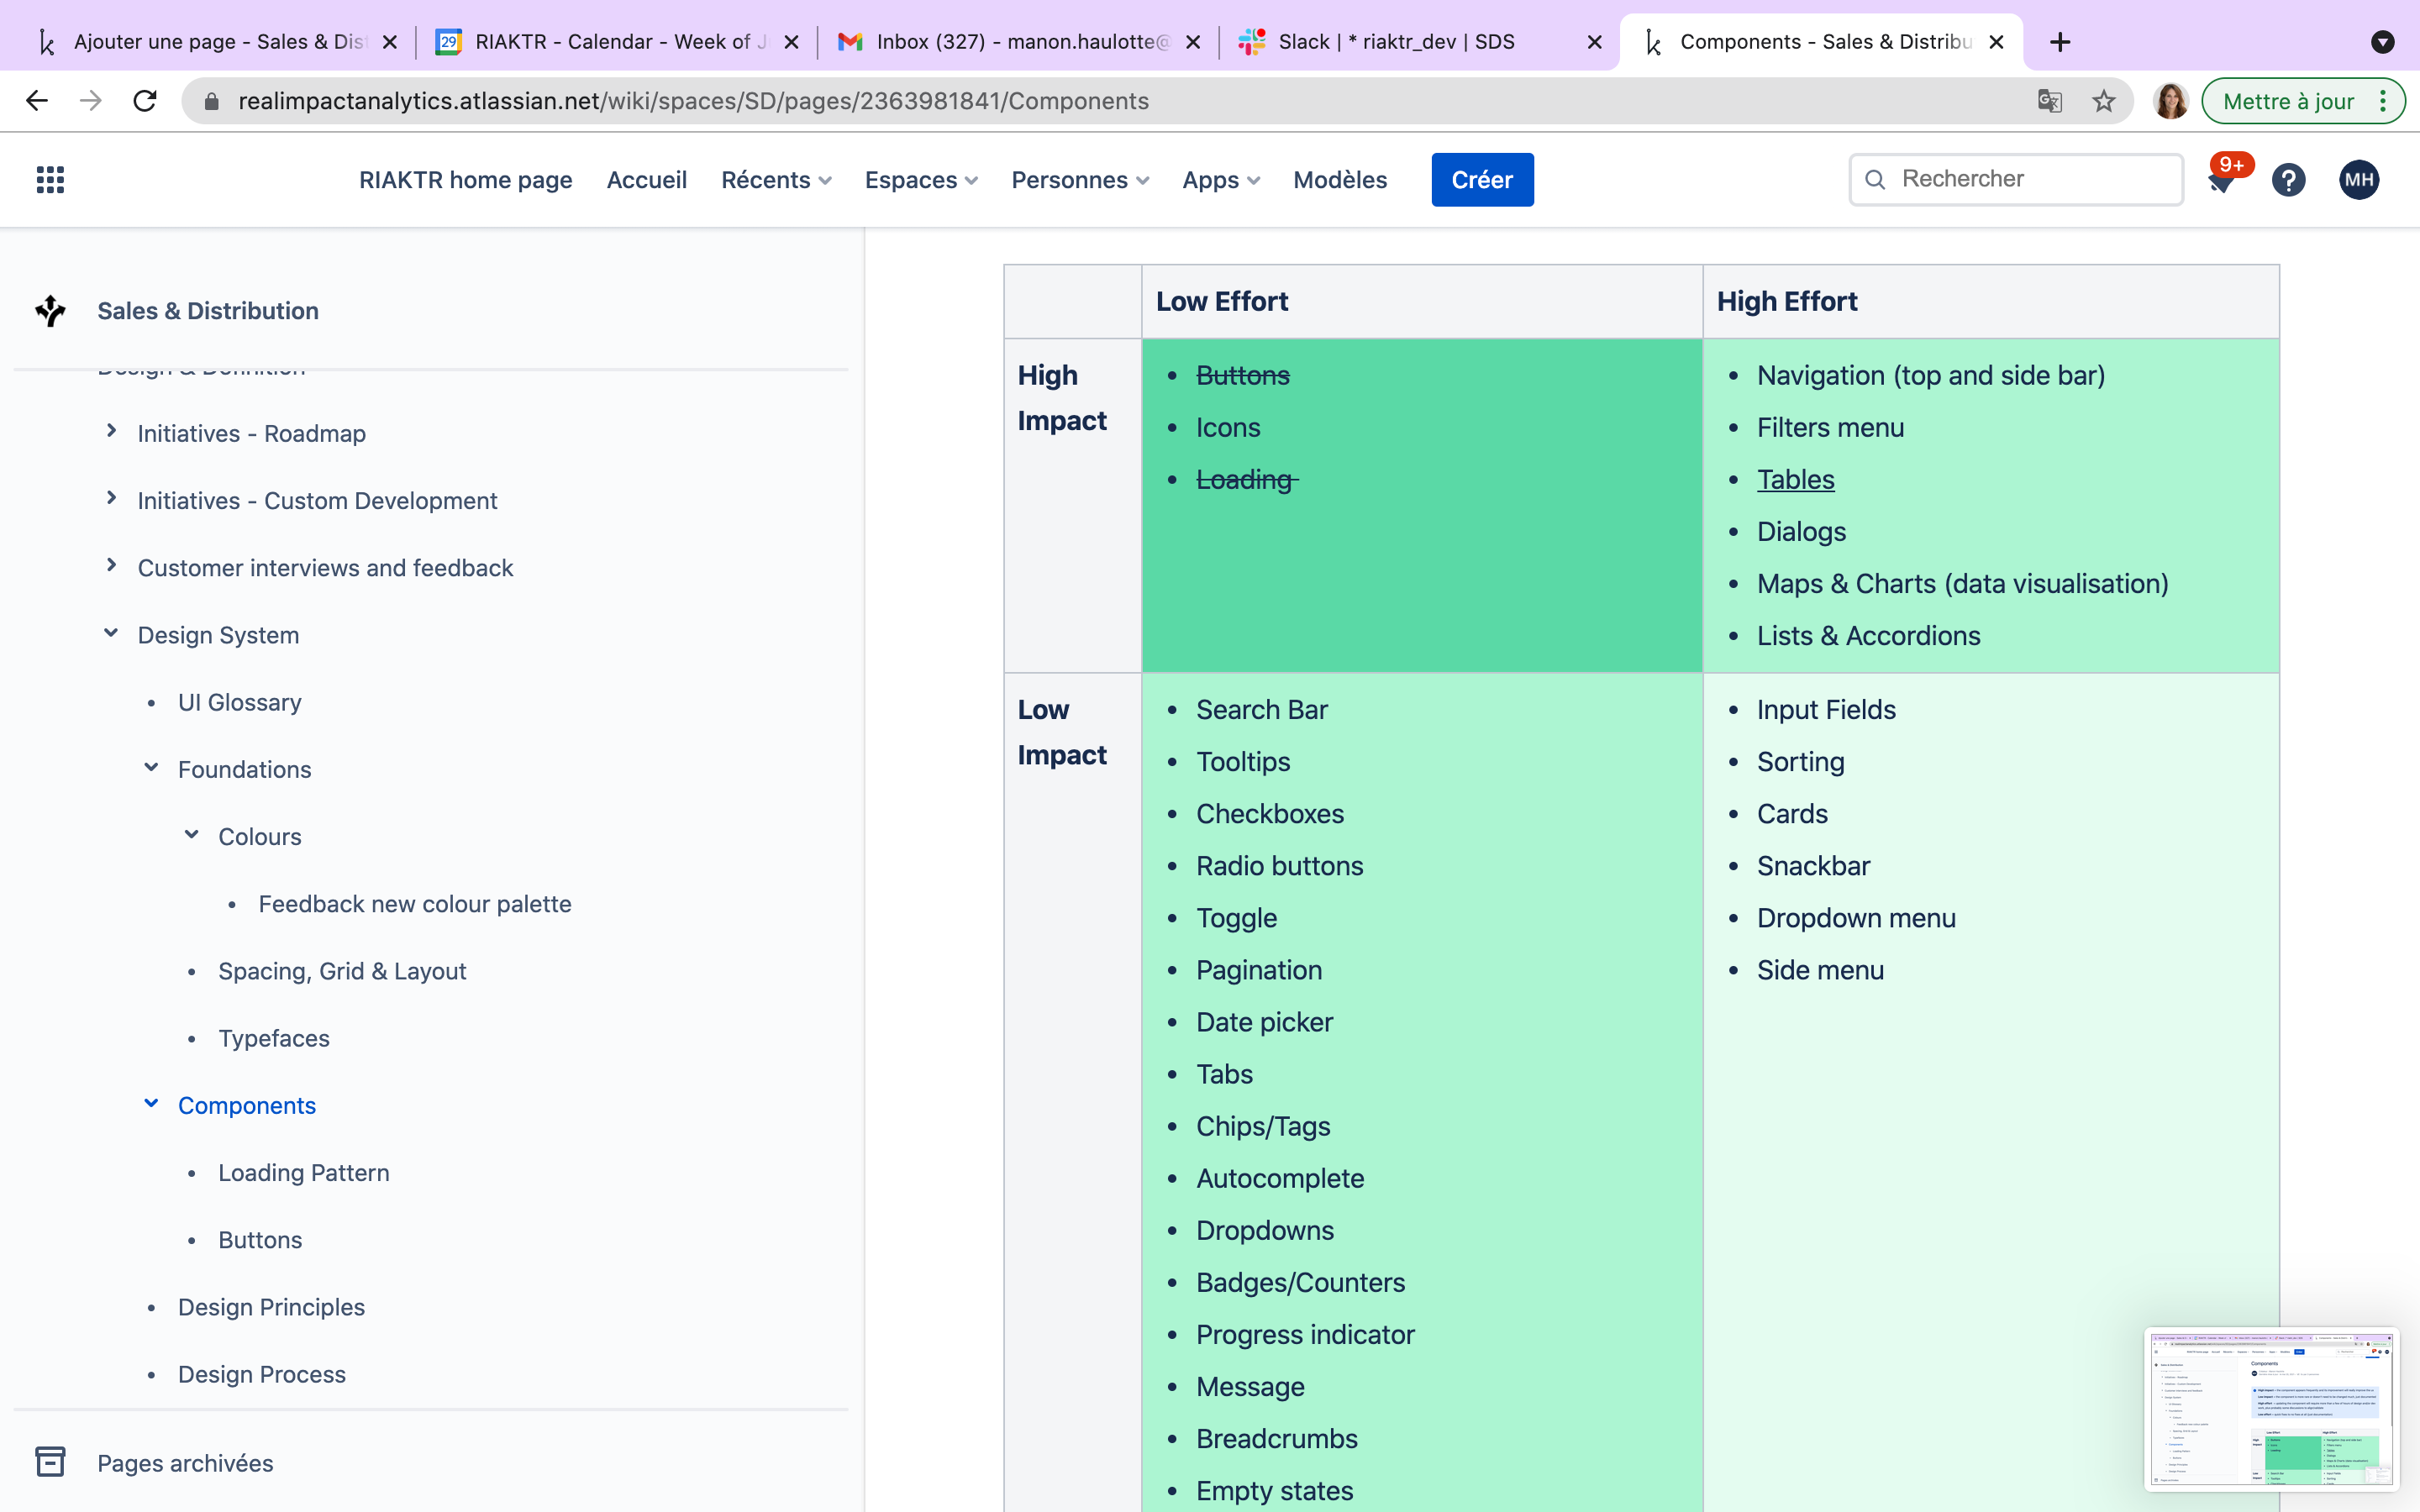 Ajouter une page - Sales & Dis
RIAKTR - Calendar - Week of J
Inbox (327) - manon.haulotte@
Slack | * riaktr_dev | SDS
Components - Sales & Distribu
realimpactanalytics.atlassian.net/wiki/spaces/SD/pages/2363981841/Components
Mettre à jour
RIAKTR home page
Accueil
Récents
Espaces
Personnes
Apps
Modèles
Créer
Rechercher
9+
?
MH
Sales & Distribution
Design & Definition
Initiatives - Roadmap
Initiatives - Custom Development
Customer interviews and feedback
Design System
UI Glossary
Foundations
Colours
Feedback new colour palette
Spacing, Grid & Layout
Typefaces
Components
Loading Pattern
Buttons
Design Principles
Design Process
Pages archivées
Low Effort
High Effort
High
Impact
Buttons
Icons
Loading
Navigation (top and side bar)
Filters menu
Tables
Dialogs
Maps & Charts (data visualisation)
Lists & Accordions
Low
Impact
Search Bar
Tooltips
Checkboxes
Radio buttons
Toggle
Pagination
Date picker
Tabs
Chips/Tags
Autocomplete
Dropdowns
Badges/Counters
Progress indicator
Message
Breadcrumbs
Empty states
Input Fields
Sorting
Cards
Snackbar
Dropdown menu
Side menu